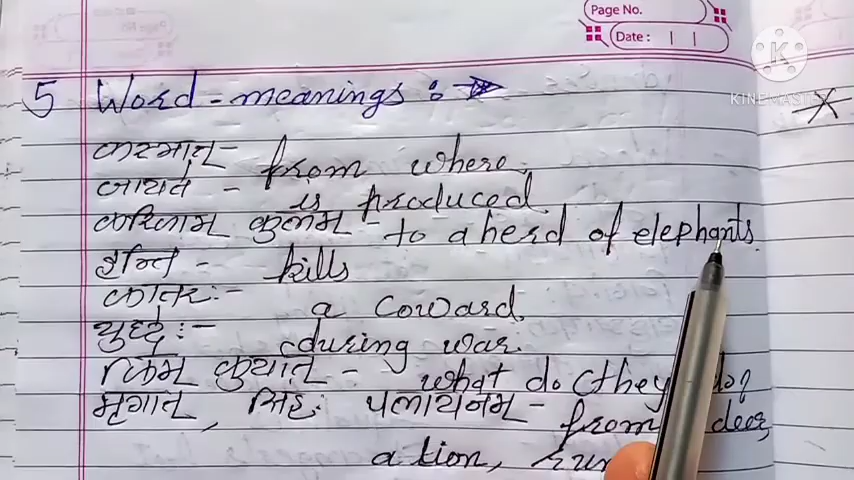 Page No.
Date :
KINEMASTER
5 Word - meanings :
कस्मात् - from where
जायते - is produced
करिणाम कुलम - to a herd of elephants.
हन्ति - kills
कातरः - a coward
युद्धे :- during war
किम कुर्यात् - what do they do?
मृगात्, सिंहः पलायनम - from deer,
a lion,